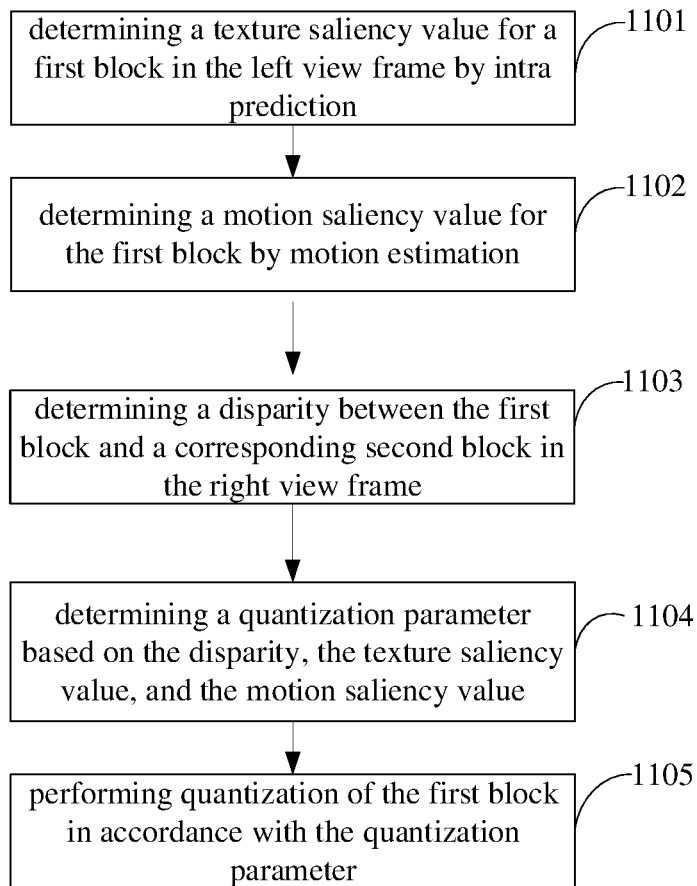 determining a texture saliency value for a
first block in the left view frame by intra
prediction
1101
determining a motion saliency value for
the first block by motion estimation
1102
determining a disparity between the first
block and a corresponding second block in
the right view frame
1103
determining a quantization parameter
based on the disparity, the texture saliency
value, and the motion saliency value
1104
performing quantization of the first block
in accordance with the quantization
parameter
1105